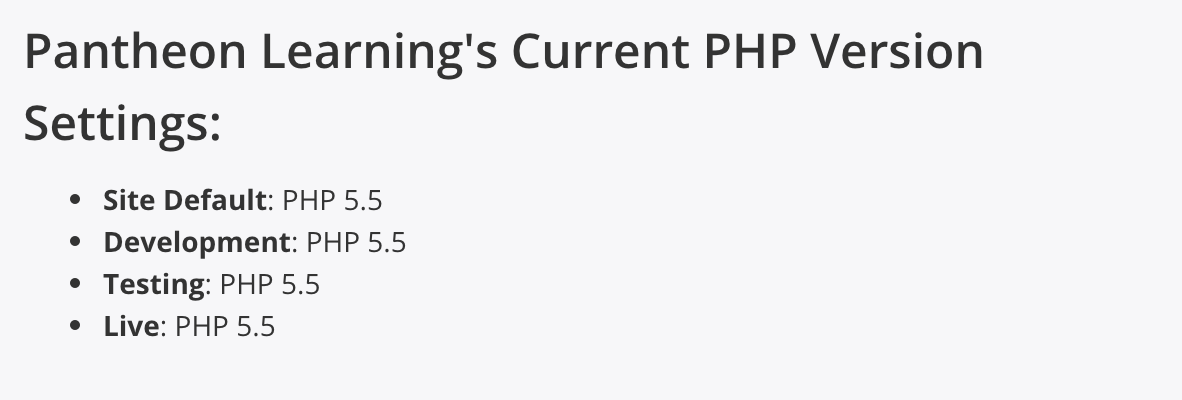 Pantheon Learning's Current PHP Version
Settings:
• Site Default: PHP 5.5
• Development: PHP 5.5
• Testing: PHP 5.5
• Live: PHP 5.5